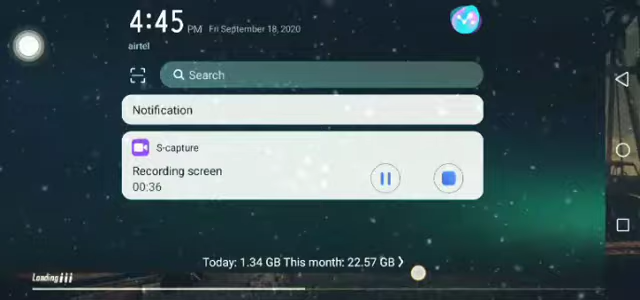 4:45 PM Fri September 18, 2020
airtel
Search
Notification
S-capture
Recording screen
00:36
Today: 1.34 GB This month: 22.57 GB
Loading